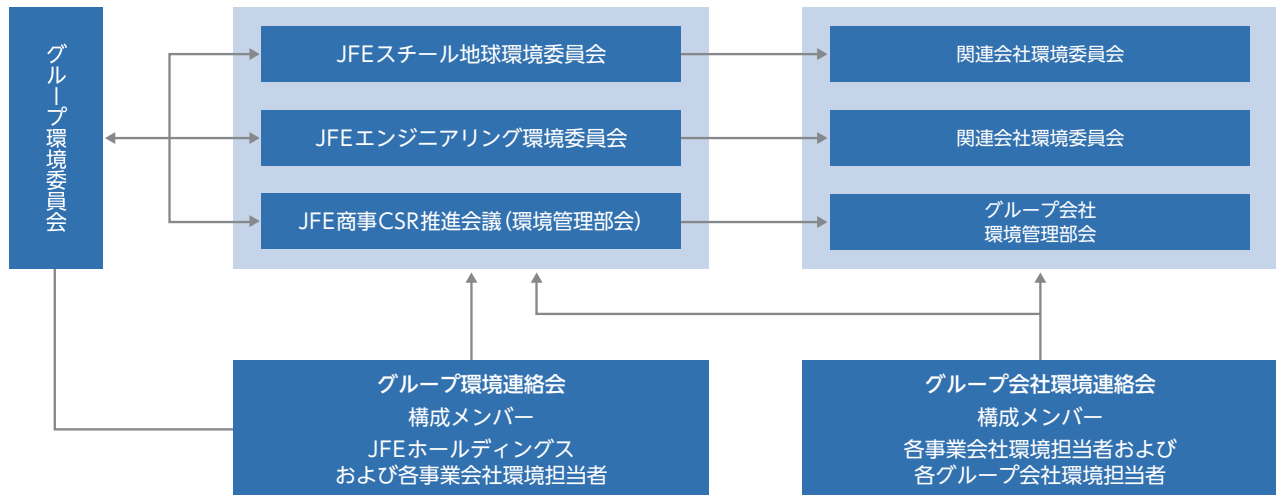 グループ環境委員会
JFEスチール地球環境委員会
関連会社環境委員会
JFEエンジニアリング環境委員会
関連会社環境委員会
JFE商事CSR推進会議（環境管理部会）
グループ会社
環境管理部会
グループ環境連絡会
構成メンバー
JFEホールディングス
および各事業会社環境担当者
グループ会社環境連絡会
構成メンバー
各事業会社環境担当者および
各グループ会社環境担当者